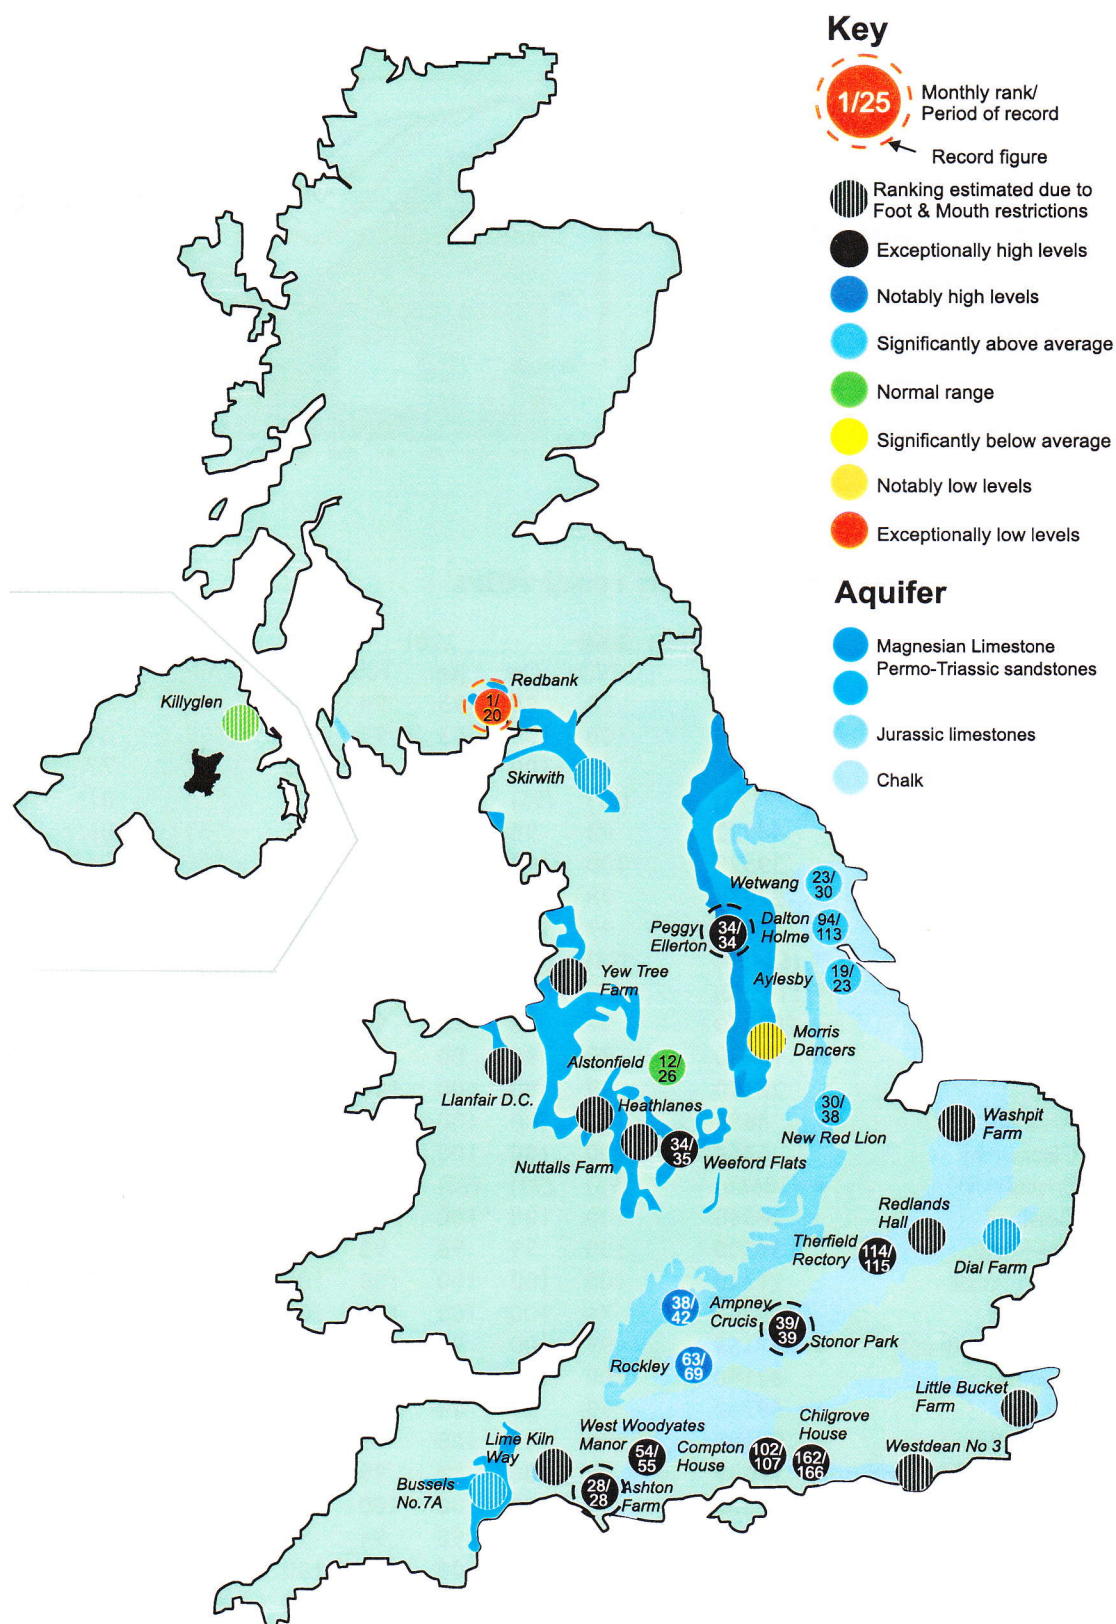 Key
1/25
Monthly rank/
Period of record
Record figure
Ranking estimated due to
Foot & Mouth restrictions
Exceptionally high levels
Notably high levels
Significantly above average
Normal range
Significantly below average
Notably low levels
Exceptionally low levels
Aquifer
Magnesian Limestone
Permo-Triassic sandstones
Jurassic limestones
Chalk
Redbank
1/
20
Killyglen
Skirwith
Wetwang
23/
30
Peggy
Ellerton
34/
34
Dalton
Holme
94/
113
Aylesby
19/
23
Yew Tree
Farm
Morris
Dancers
Alstonfield
12/
26
Llanfair D.C.
Heathlanes
30/
38
New Red Lion
Washpit
Farm
Nuttalls Farm
34/
35
Weeford Flats
Redlands
Hall
Therfield
Rectory
114/
115
Dial Farm
38/
42
Ampney
Crucis
39/
39
Stonor Park
Rockley
63/
69
Little Bucket
Farm
Chilgrove
House
162/
166
West Woodyates
Manor
54/
55
Compton
House
102/
107
Westdean No 3
Lime Kiln
Way
Bussels
No.7A
28/
28
Ashton
Farm